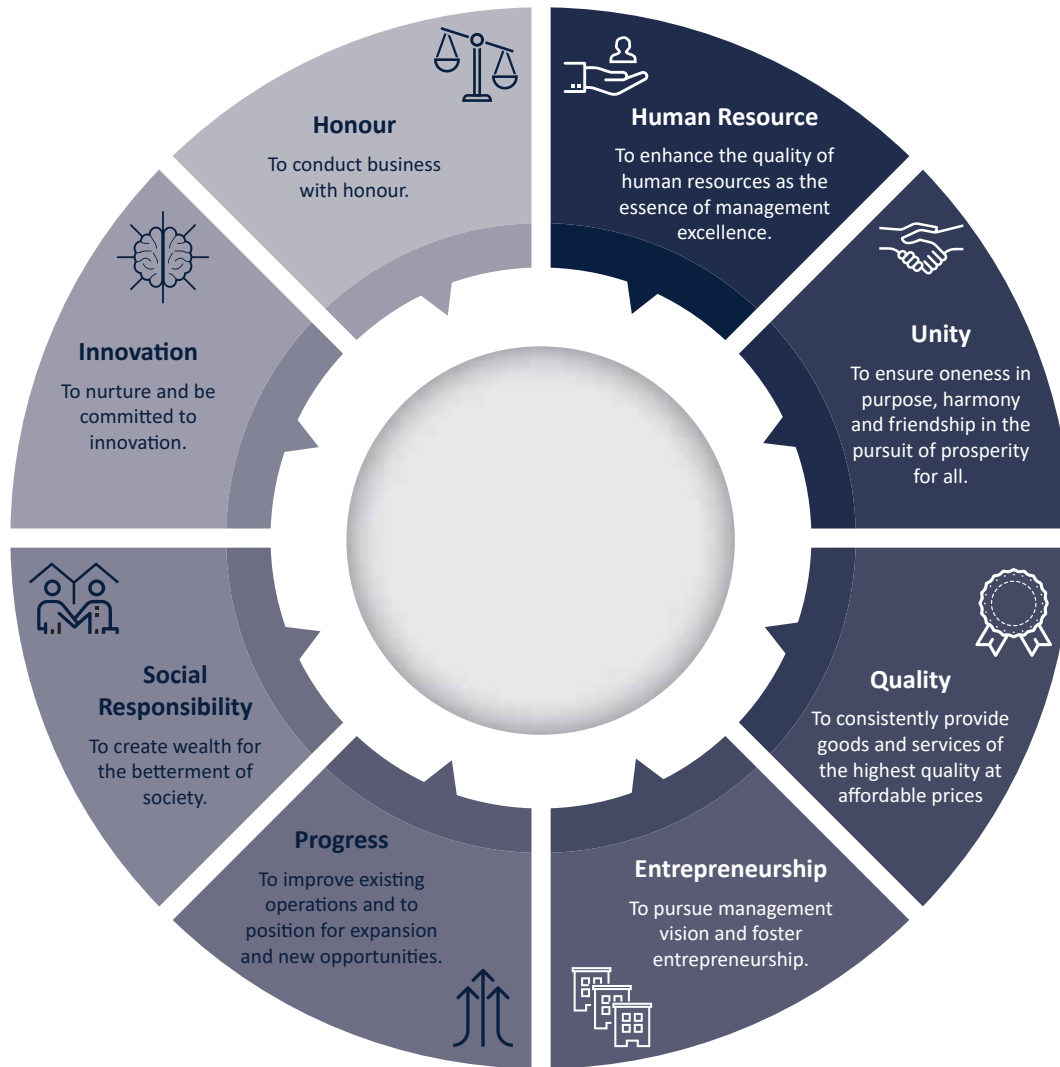 Honour
To conduct business
with honour.
Human Resource
To enhance the quality of
human resources as the
essence of management
excellence.
Unity
To ensure oneness in
purpose, harmony
and friendship in the
pursuit of prosperity
for all.
Quality
To consistently provide
goods and services of
the highest quality at
affordable prices
Entrepreneurship
To pursue management
vision and foster
entrepreneurship.
Progress
To improve existing
operations and to
position for expansion
and new opportunities.
Social
Responsibility
To create wealth for
the betterment of
society.
Innovation
To nurture and be
committed to
innovation.